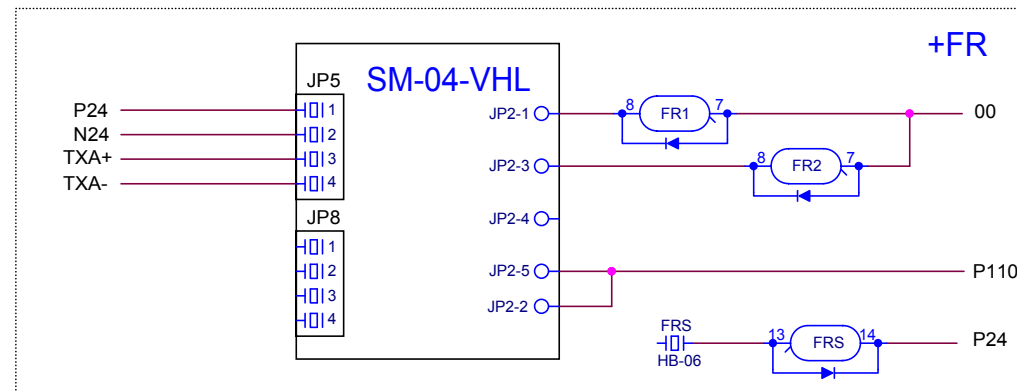 +FR
SM-04-VHL
JP5
P24 1 JP2-1 8 FR1 7 00
N24 2
TXA+ 3 JP2-3 8 FR2 7
TXA- 4
JP8 JP2-4
1
2 JP2-5 P110
3 JP2-2
4
FRS 13 FRS 14 P24
HB-06